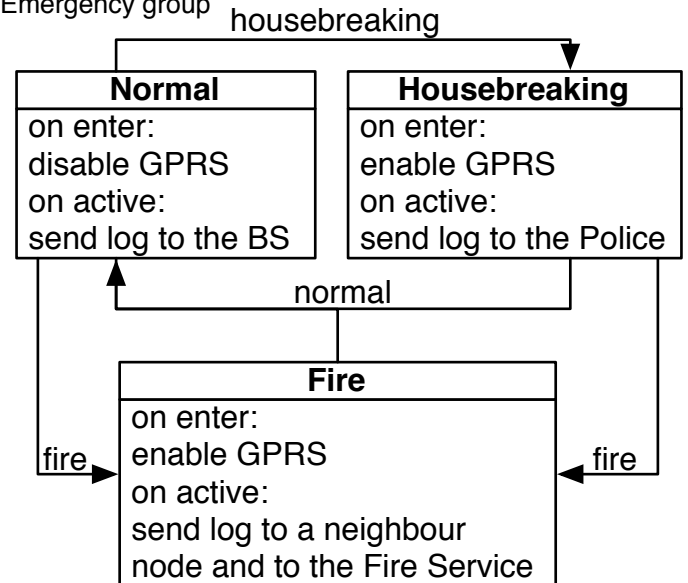 Emergency group
housebreaking
Normal
on enter:
disable GPRS
on active:
send log to the BS
Housebreaking
on enter:
enable GPRS
on active:
send log to the Police
normal
Fire
on enter:
enable GPRS
on active:
send log to a neighbour
node and to the Fire Service
fire
fire